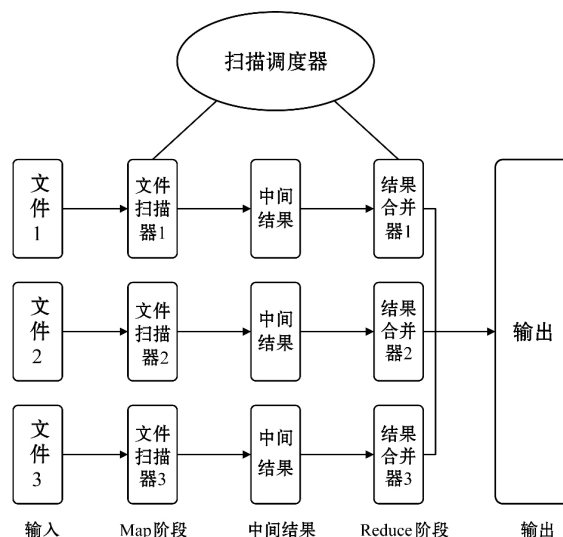 扫描调度器
文
件
1
文件
扫描
器1
中间
结果
结果
合并
器1
文
件
2
文件
扫描
器2
中间
结果
结果
合并
器2
输出
文
件
3
文件
扫描
器3
中间
结果
结果
合并
器3
输入
Map阶段
中间结果
Reduce阶段
输出